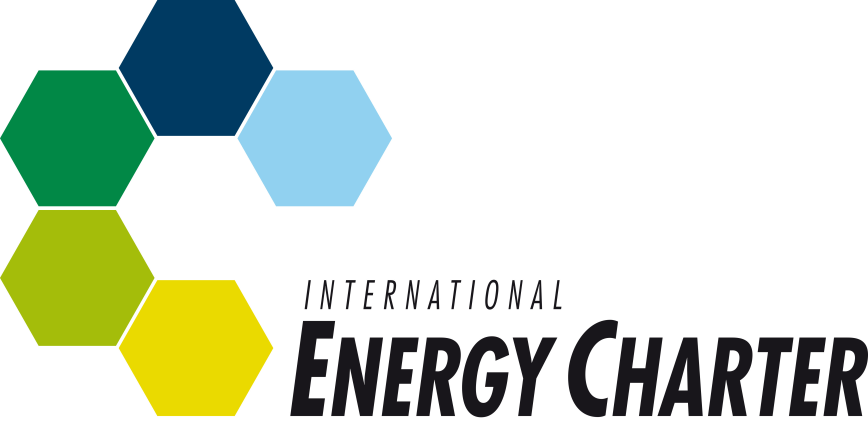 INTERNATIONAL
ENERGY CHARTER